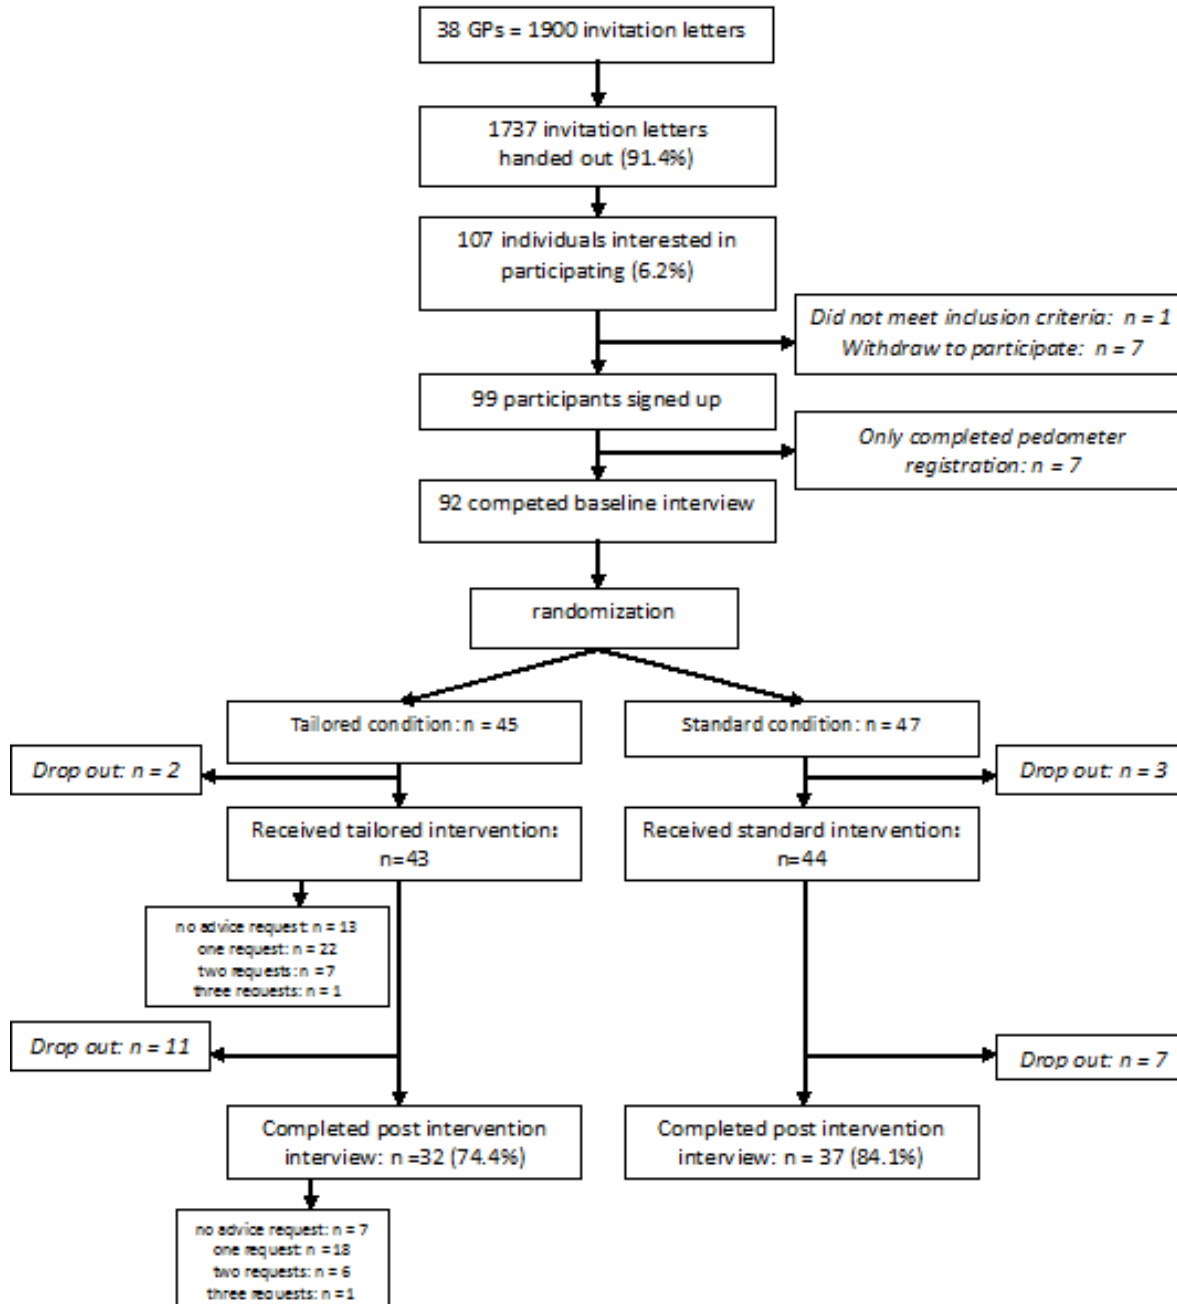 38 GPs = 1900 invitation letters
1737 invitation letters
handed out (91.4%)
107 individuals interested in
participating (6.2%)
Did not meet inclusion criteria: n = 1
Withdraw to participate: n = 7
99 participants signed up
Only completed pedometer
registration: n = 7
92 competed baseline interview
randomization
Tailored condition: n = 45
Standard condition: n = 47
Drop out: n = 2
Drop out: n = 3
Received tailored intervention:
n=43
Received standard intervention:
n=44
no advice request: n = 13
one request: n = 22
two requests: n = 7
three requests: n = 1
Drop out: n = 11
Drop out: n = 7
Completed post intervention
interview: n =32 (74.4%)
Completed post intervention
interview: n = 37 (84.1%)
no advice request: n = 7
one request: n = 18
two requests: n = 6
three requests: n = 1